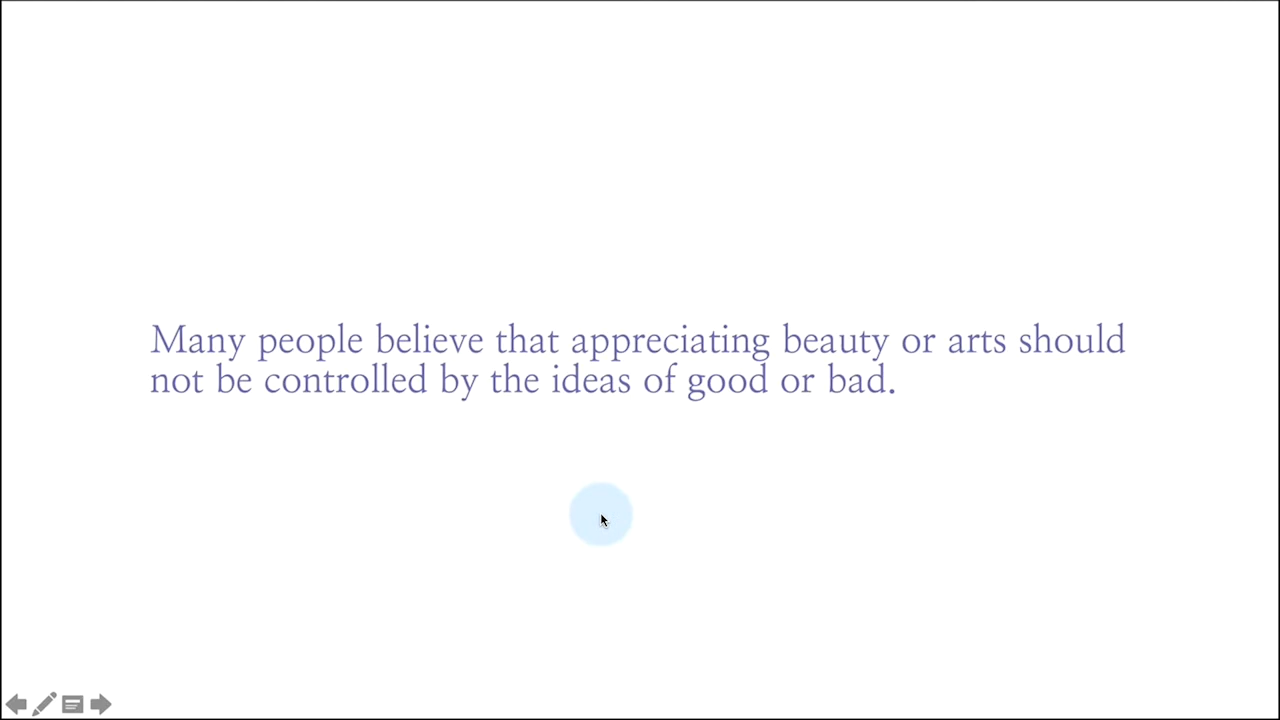 Many people believe that appreciating beauty or arts should
not be controlled by the ideas of good or bad.